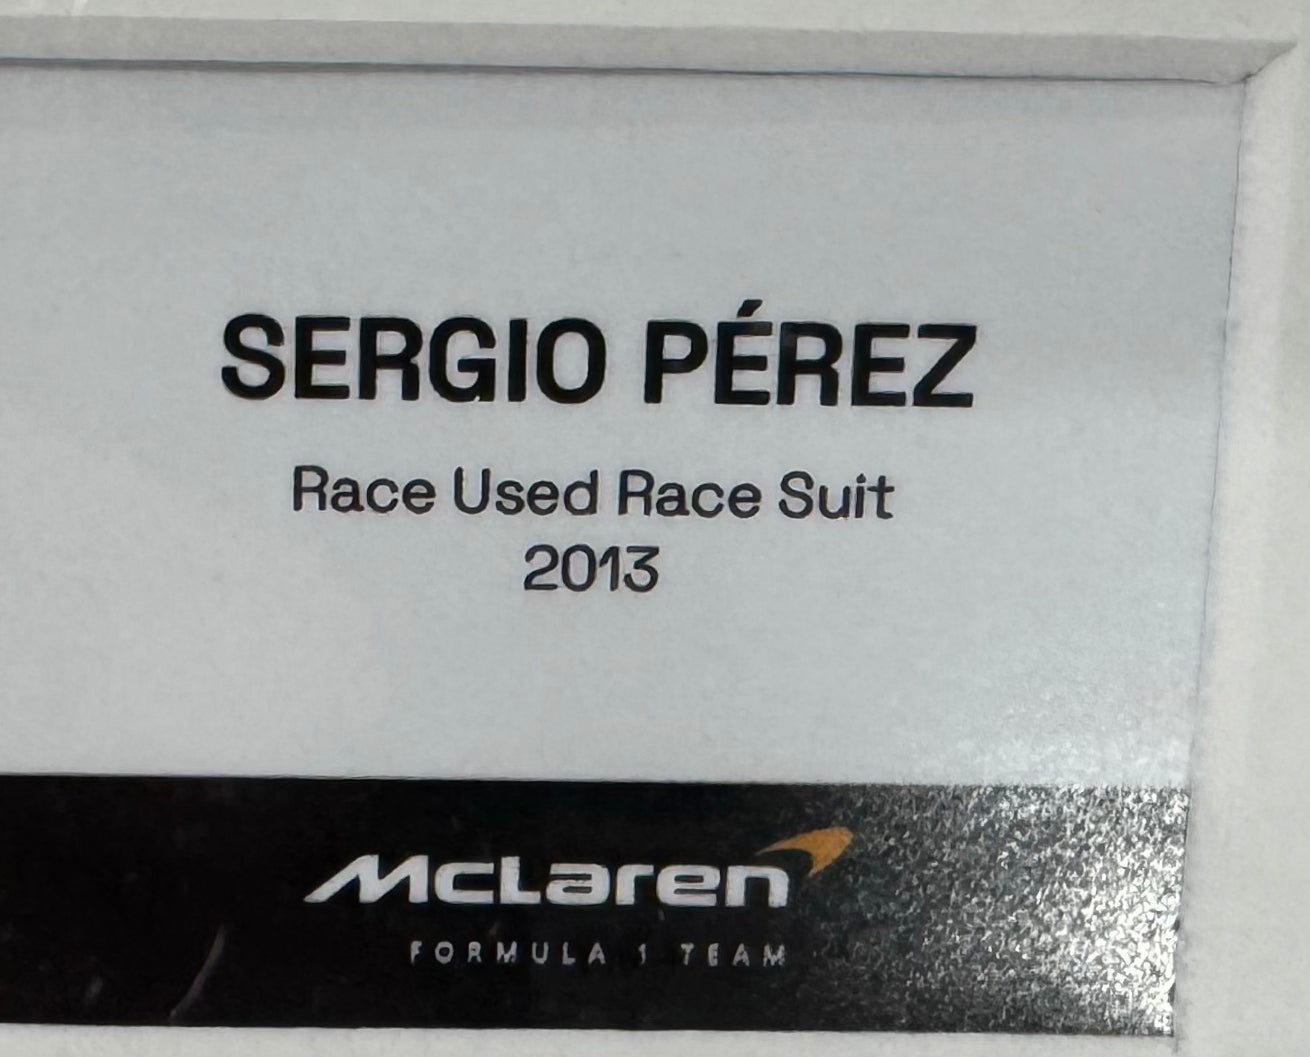 SERGIO PÉREZ
Race Used Race Suit
2013
McLaren
FORMULA 1 TEAM